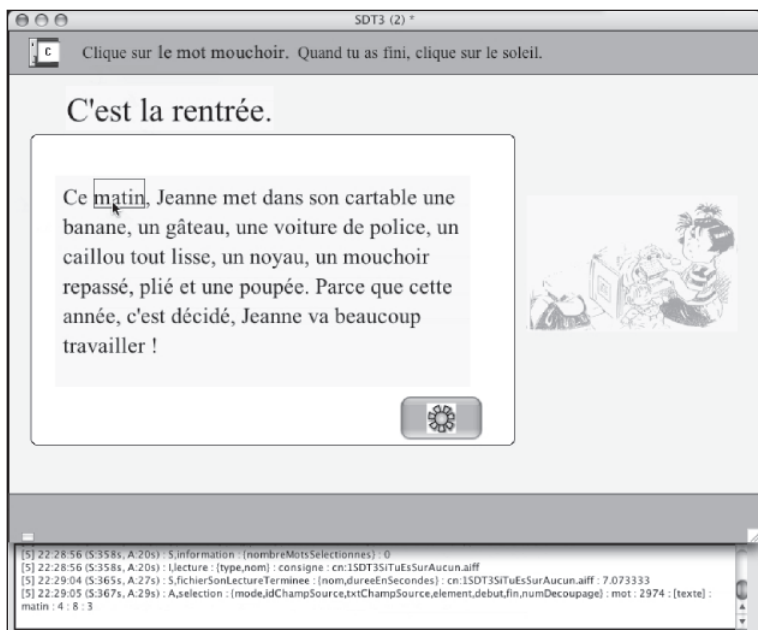 SDT3 (2) *
C
Clique sur le mot mouchoir. Quand tu as fini, clique sur le soleil.
C'est la rentrée.
Ce matin, Jeanne met dans son cartable une
banane, un gâteau, une voiture de police, un
caillou tout lisse, un noyau, un mouchoir
repassé, plié et une poupée. Parce que cette
année, c'est décidé, Jeanne va beaucoup
travailler !
[5] 22:28:56 (S:358s, A:20s) : S,information : {nombreMotsSelectionnes} : 0
[5] 22:28:56 (S:358s, A:20s) : I,lecture : {type,nom} : consigne : cn:1SDT3SiTuEsSurAucun.aiff
[5] 22:29:04 (S:365s, A:27s) : S,fichierSonLectureTerminee : {nom,dureeEnSecondes} : cn:1SDT3SiTuEsSurAucun.aiff : 7.073333
[5] 22:29:05 (S:367s, A:29s) : A,selection : {mode,idChampSource,txtChampSource,element,debut,fin,numDecoupage} : mot : 2974 : [texte] :
matin : 4 : 8 : 3